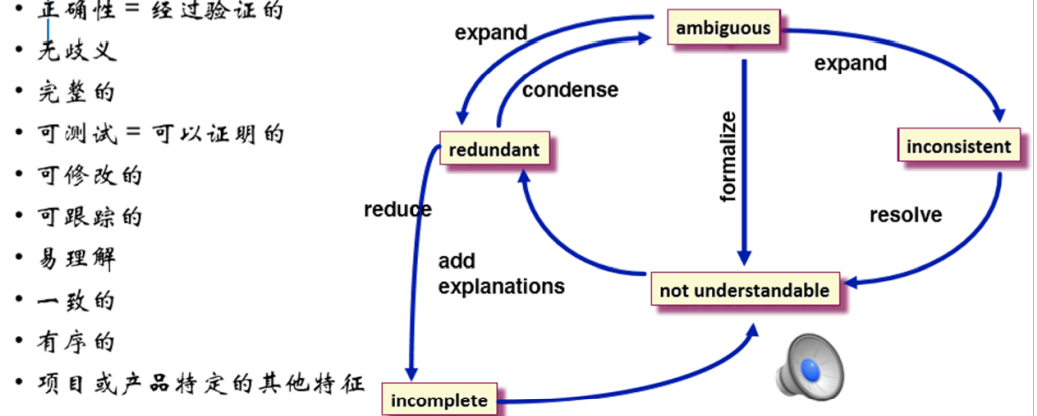 • 正确性 = 经过验证的
• 无歧义
• 完整的
• 可测试 = 可以证明的
• 可修改的
• 可跟踪的
• 易理解
• 一致的
• 有序的
• 项目或产品特定的其他特征
ambiguous
expand
expand
condense
formalize
redundant
inconsistent
reduce
resolve
add
explanations
not understandable
incomplete